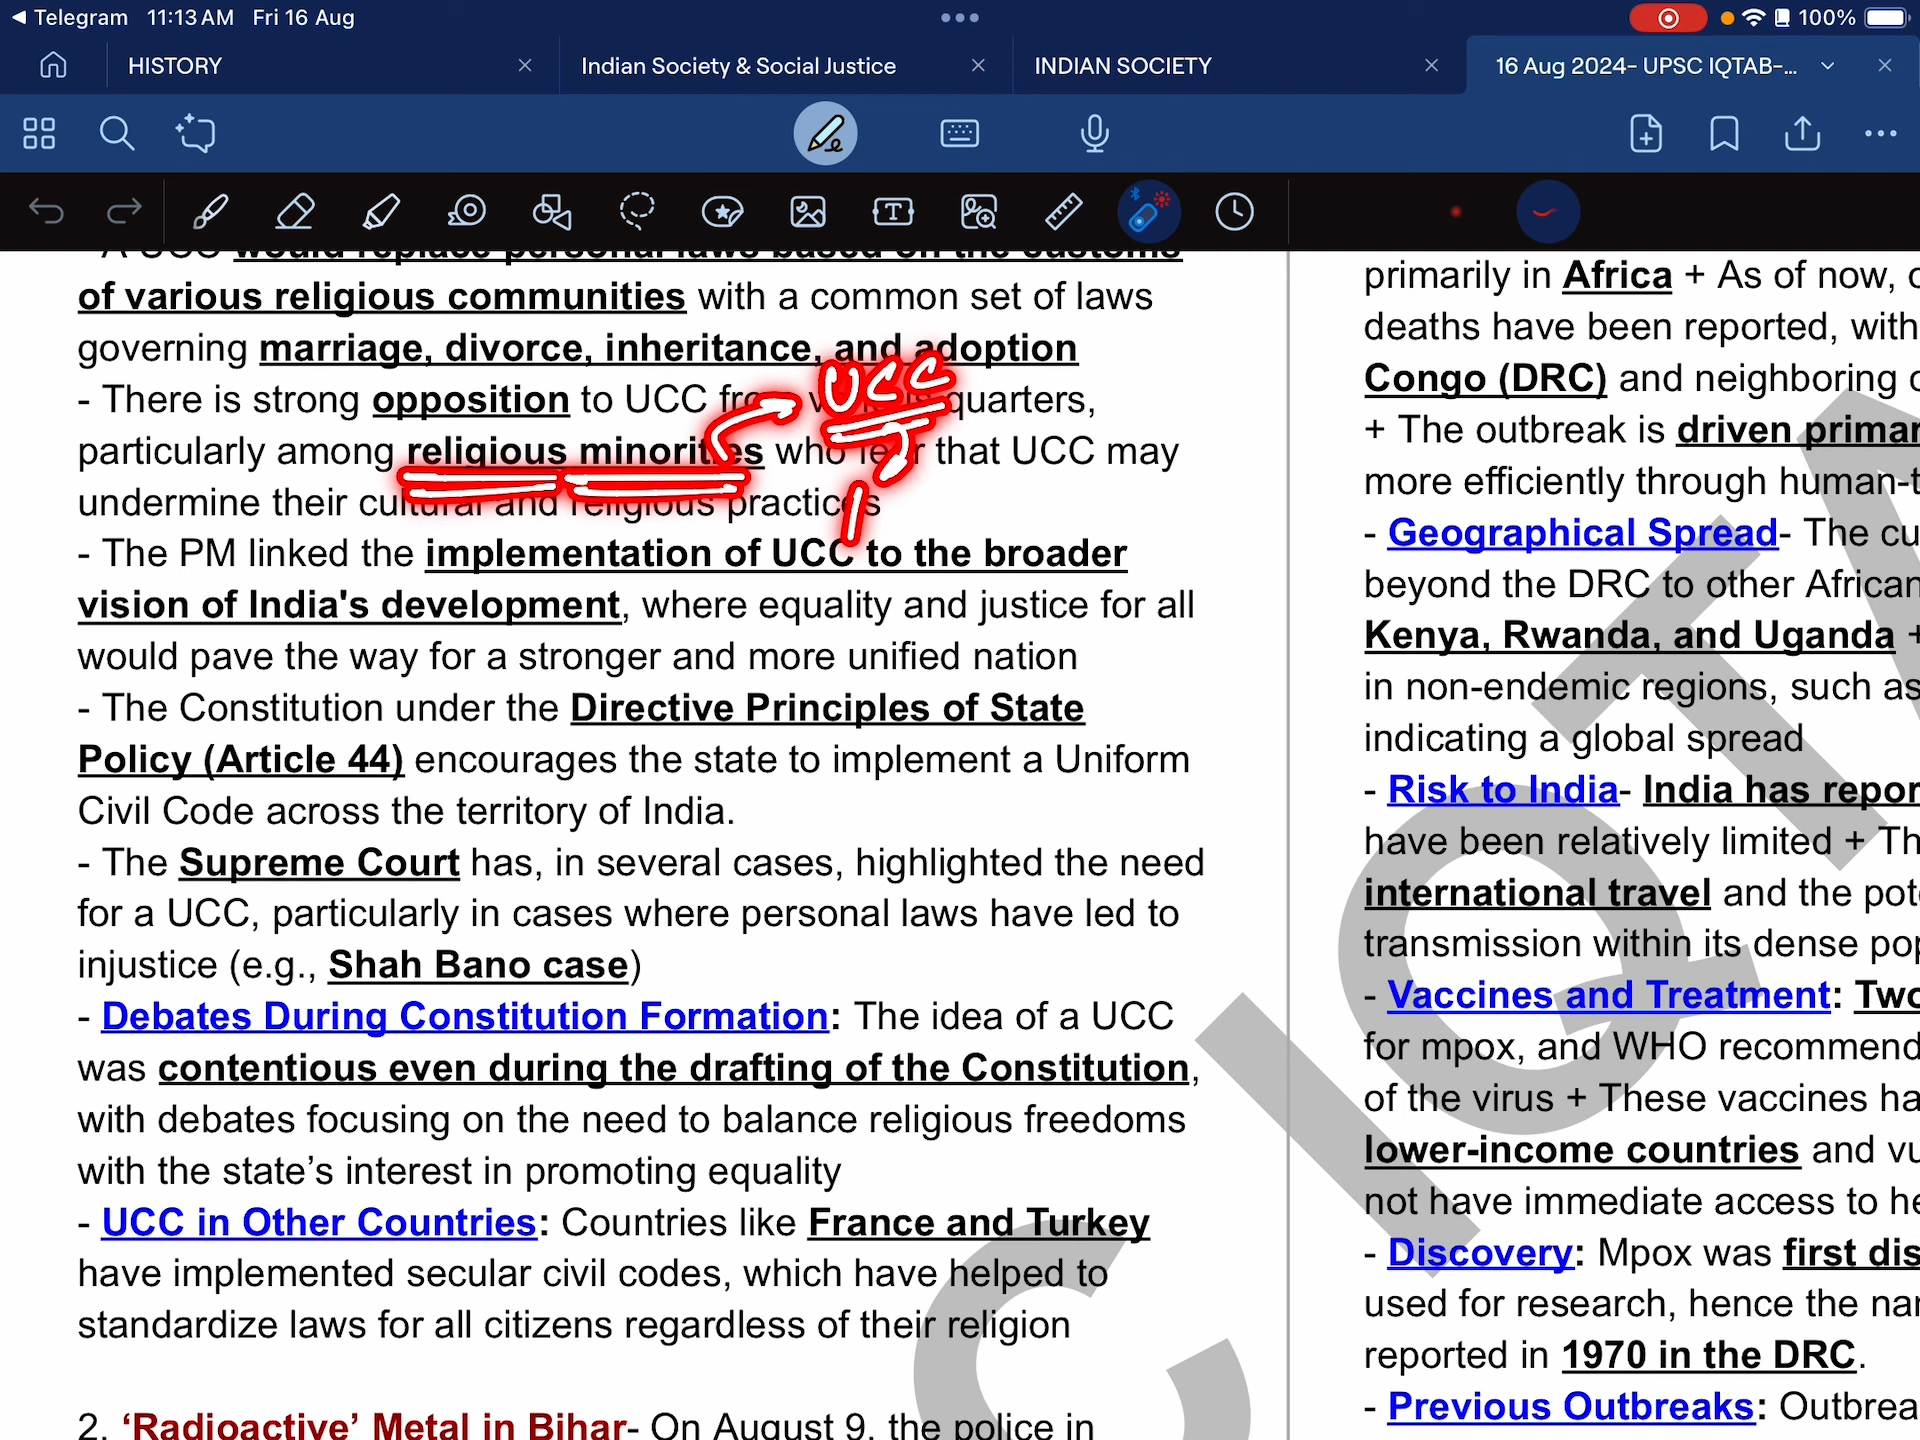 Telegram 11:13 AM Fri 16 Aug
100%
HISTORY
Indian Society & Social Justice
INDIAN SOCIETY
16 Aug 2024- UPSC IQTAB-...
- A UCC would replace personal laws based on the customs
of various religious communities with a common set of laws
governing marriage, divorce, inheritance, and adoption
UCC
- There is strong opposition to UCC from various quarters,
particularly among religious minorities who fear that UCC may
undermine their cultural and religious practices
- The PM linked the implementation of UCC to the broader
vision of India's development, where equality and justice for all
would pave the way for a stronger and more unified nation
- The Constitution under the Directive Principles of State
Policy (Article 44) encourages the state to implement a Uniform
Civil Code across the territory of India.
- The Supreme Court has, in several cases, highlighted the need
for a UCC, particularly in cases where personal laws have led to
injustice (e.g., Shah Bano case)
- Debates During Constitution Formation: The idea of a UCC
was contentious even during the drafting of the Constitution,
with debates focusing on the need to balance religious freedoms
with the state's interest in promoting equality
- UCC in Other Countries: Countries like France and Turkey
have implemented secular civil codes, which have helped to
standardize laws for all citizens regardless of their religion
2. ‘Radioactive’ Metal in Bihar- On August 9, the police in
primarily in Africa + As of now,
deaths have been reported, with
Congo (DRC) and neighboring
+ The outbreak is driven
more efficiently through
- Geographical Spread- The
beyond the DRC to other African
Kenya, Rwanda, and Uganda +
in non-endemic regions, such as
indicating a global spread
- Risk to India- India has
have been relatively limited +
international travel and the
transmission within its dense
- Vaccines and Treatment: Two
for mpox, and WHO
of the virus + These vaccines
lower-income countries and
not have immediate access to
- Discovery: Mpox was first
used for research, hence the
reported in 1970 in the DRC.
- Previous Outbreaks:
C IQTA